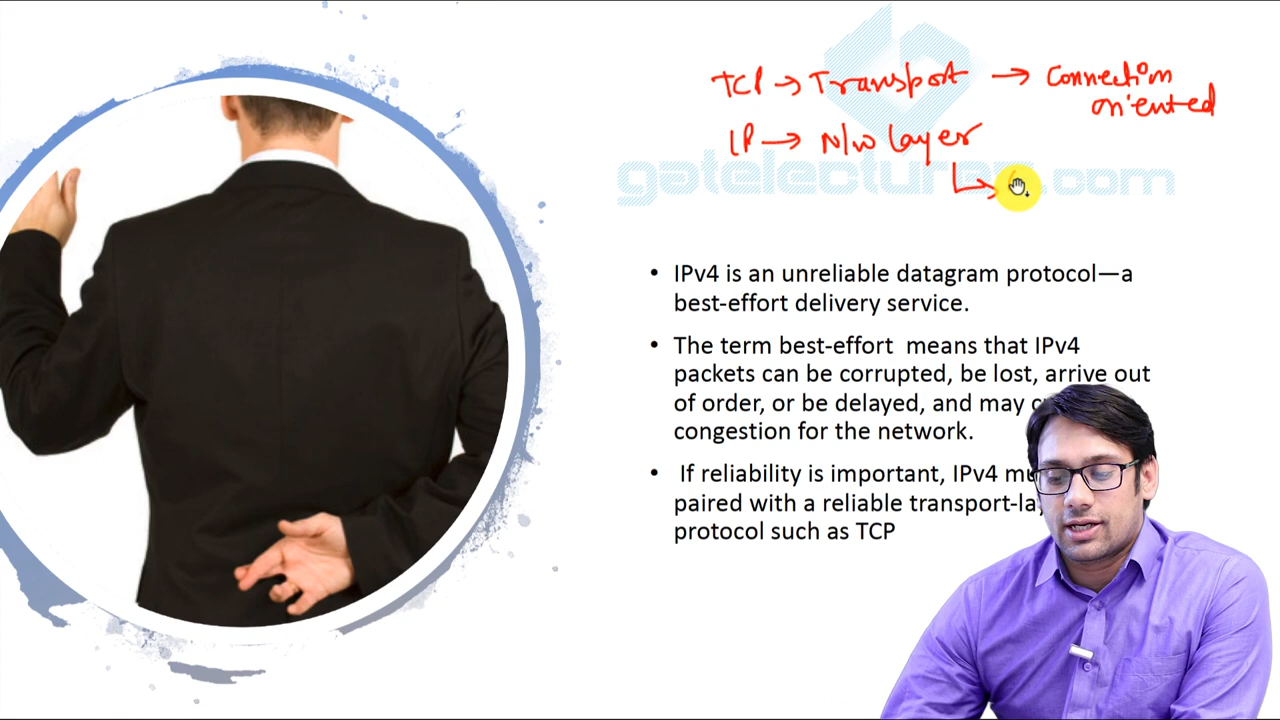 TCP → Transport → Connection
oriented
IP → N/w layer
gatelectures.com
• IPv4 is an unreliable datagram protocol—a
best-effort delivery service.
• The term best-effort means that IPv4
packets can be corrupted, be lost, arrive out
of order, or be delayed, and may
congestion for the network.
• If reliability is important, IPv4
paired with a reliable
protocol such as TCP